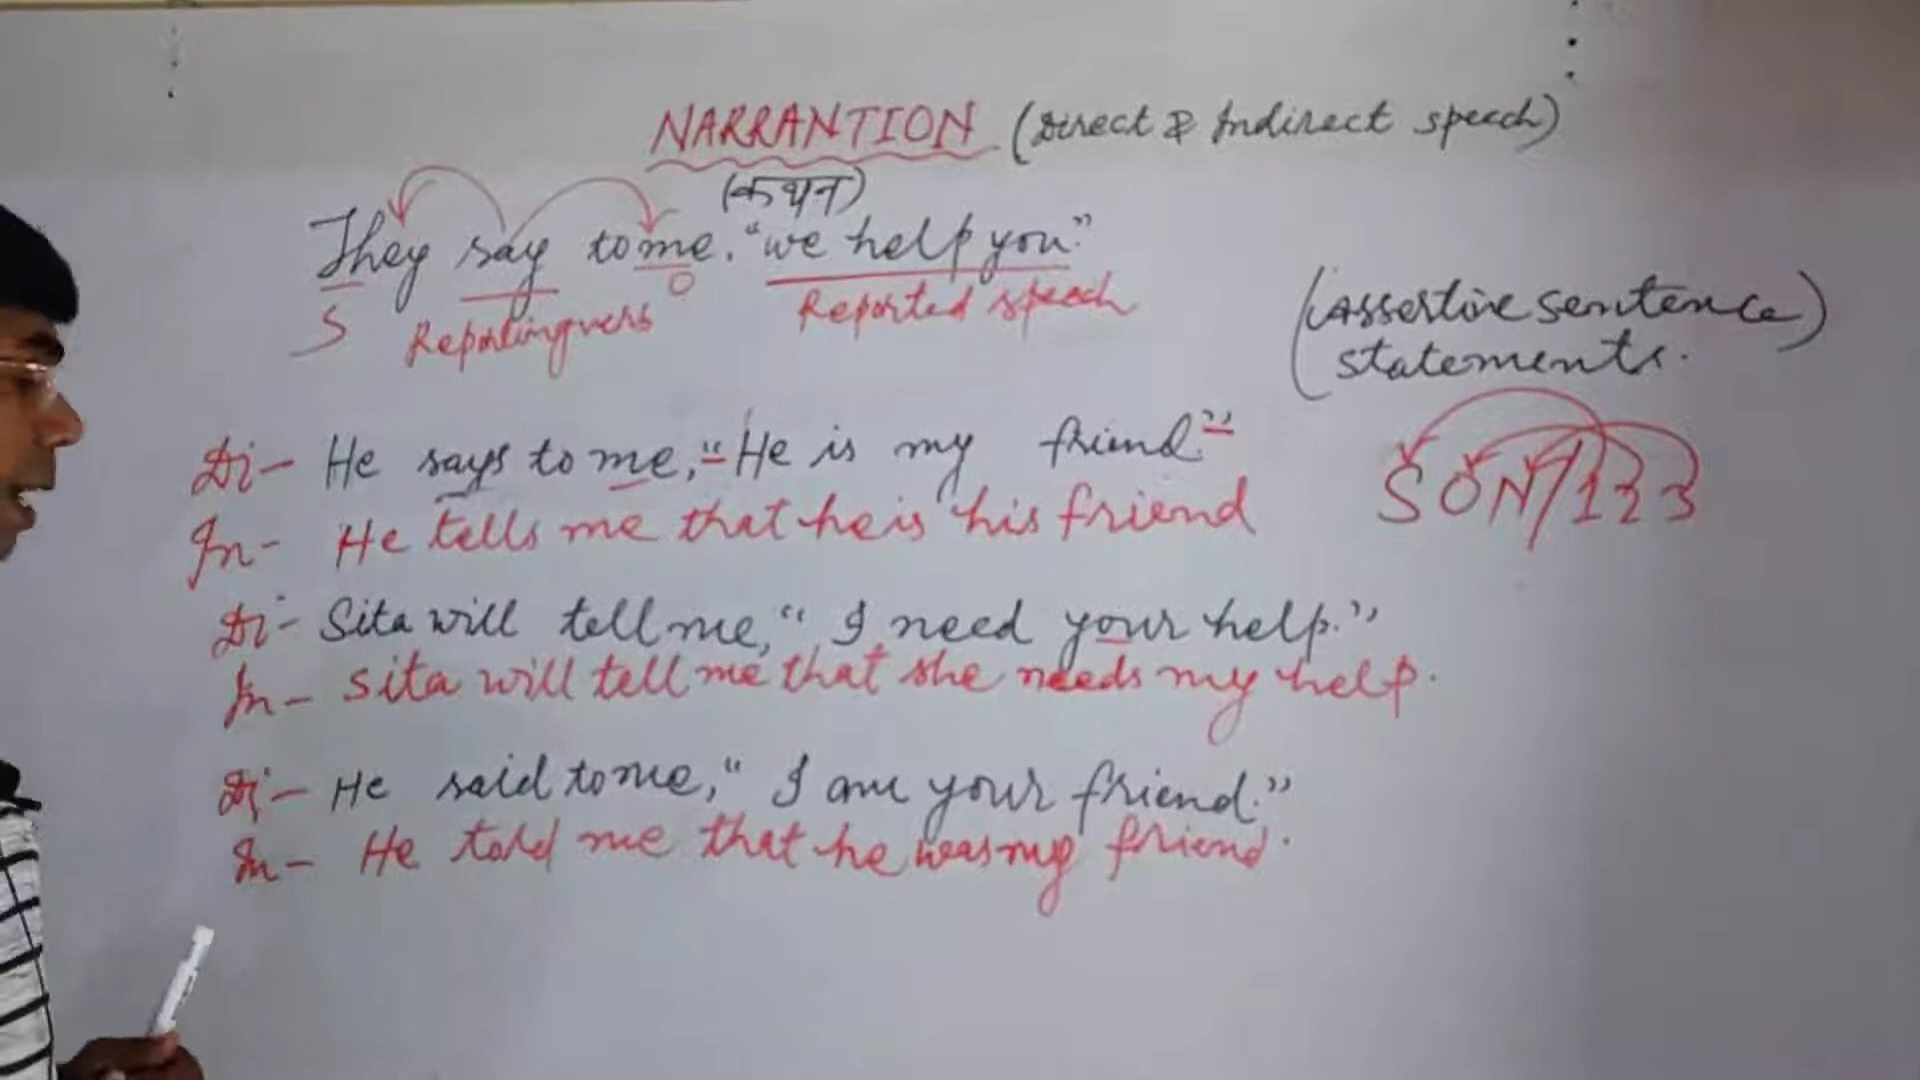 NARRANTION (Direct & Indirect speech)
(कथन)
They say to me. "we help you."
S Reporting verb O Reported speech
(Assertive sentence)
statements.
Di- He says to me, "He is my friend."
In- He tells me that he is his friend
SON/123
Di- Sita will tell me, "I need your help."
In- Sita will tell me that she needs my help.
Di- He said to me, "I am your friend."
In- He told me that he was my friend.